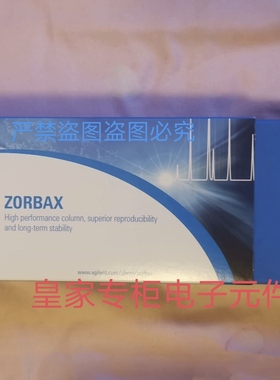 严禁盗图盗图必究
ZORBAX
High performance column, superior reproducibility
and long-term stability
皇家专柜电子元件